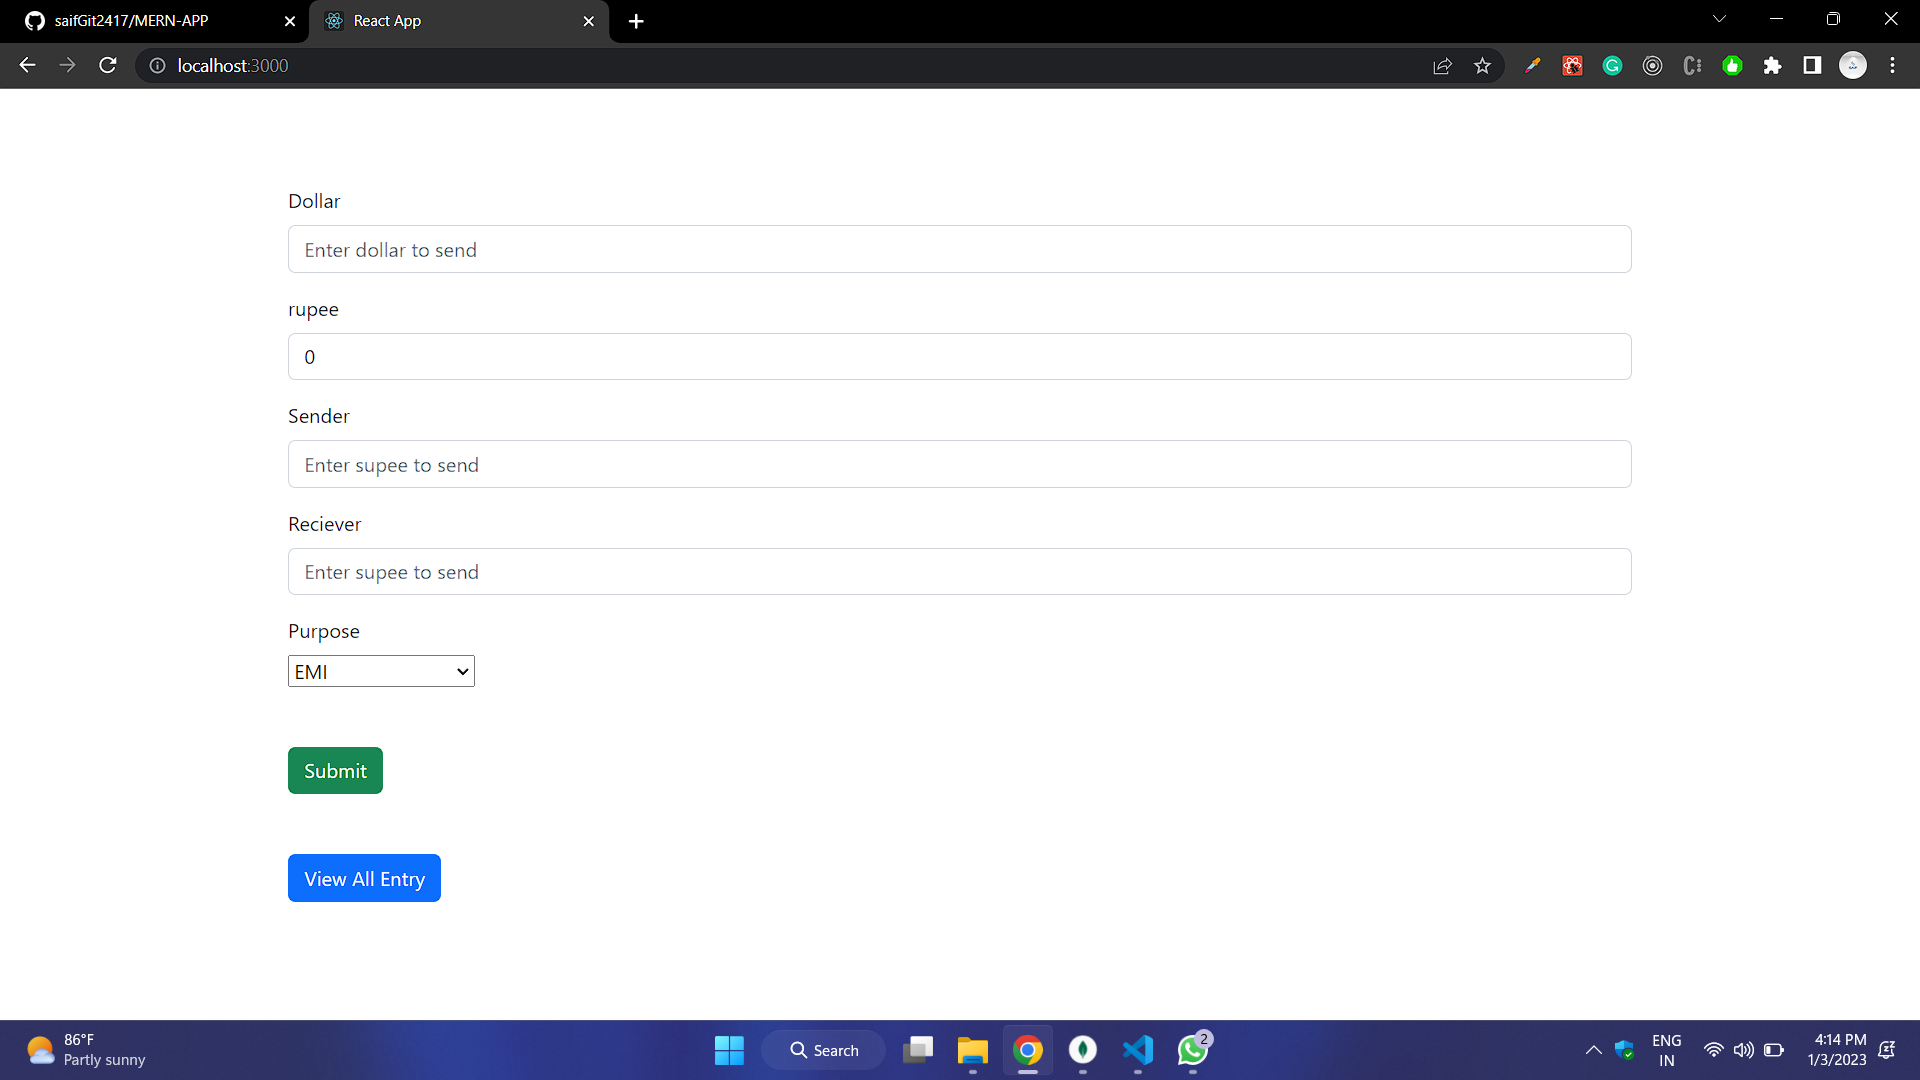 saifGit2417/MERN-APP
React App
localhost:3000
Dollar
Enter dollar to send
rupee
0
Sender
Enter supee to send
Reciever
Enter supee to send
Purpose
EMI
Submit
View All Entry
86°F
Partly sunny
Search
2
ENG
IN
4:14 PM
1/3/2023